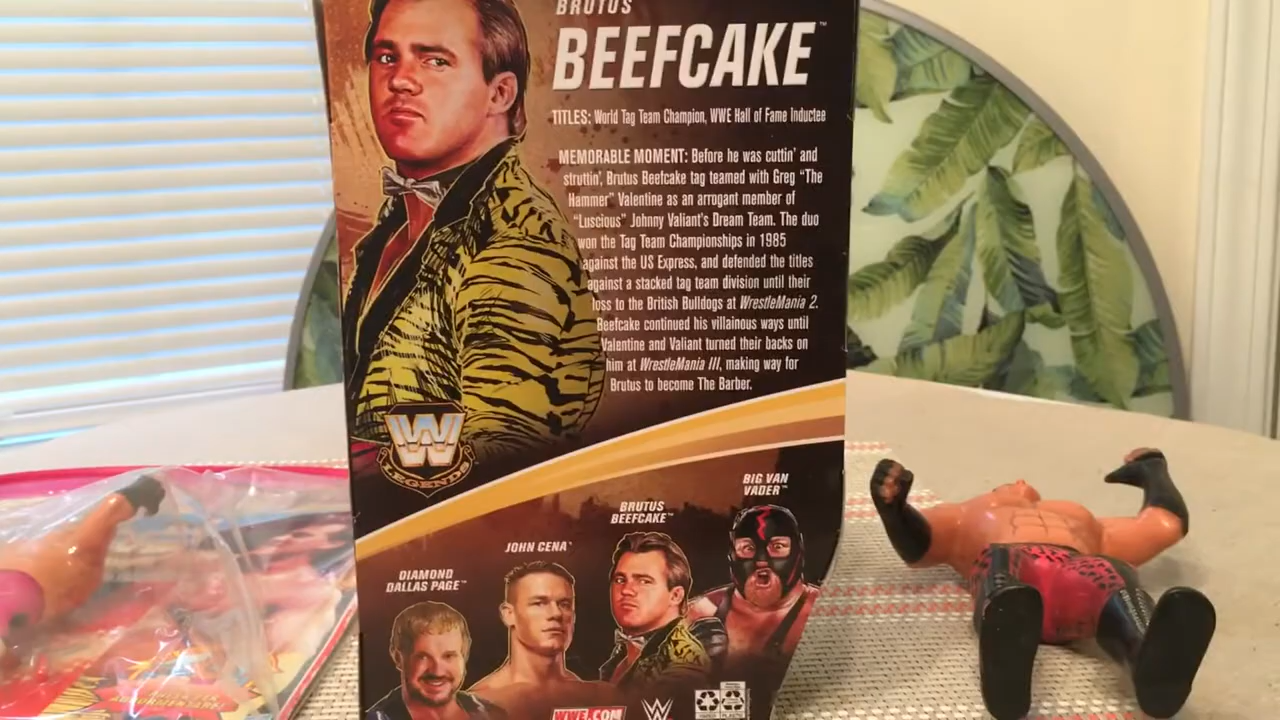 BRUTUS
BEEFCAKE™
TITLES: World Tag Team Champion, WWE Hall of Fame Inductee
MEMORABLE MOMENT: Before he was cuttin' and
struttin', Brutus Beefcake tag teamed with Greg "The
Hammer" Valentine as an arrogant member of
"Luscious" Johnny Valiant's Dream Team. The duo
won the Tag Team Championships in 1985
against the US Express, and defended the titles
against a stacked tag team division until their
loss to the British Bulldogs at WrestleMania 2.
Beefcake continued his villainous ways until
Valentine and Valiant turned their backs on
him at WrestleMania III, making way for
Brutus to become The Barber.
W
LEGENDS
BIG VAN
VADER™
BRUTUS
BEEFCAKE™
JOHN CENA™
DIAMOND
DALLAS PAGE™
WWE.COM
W